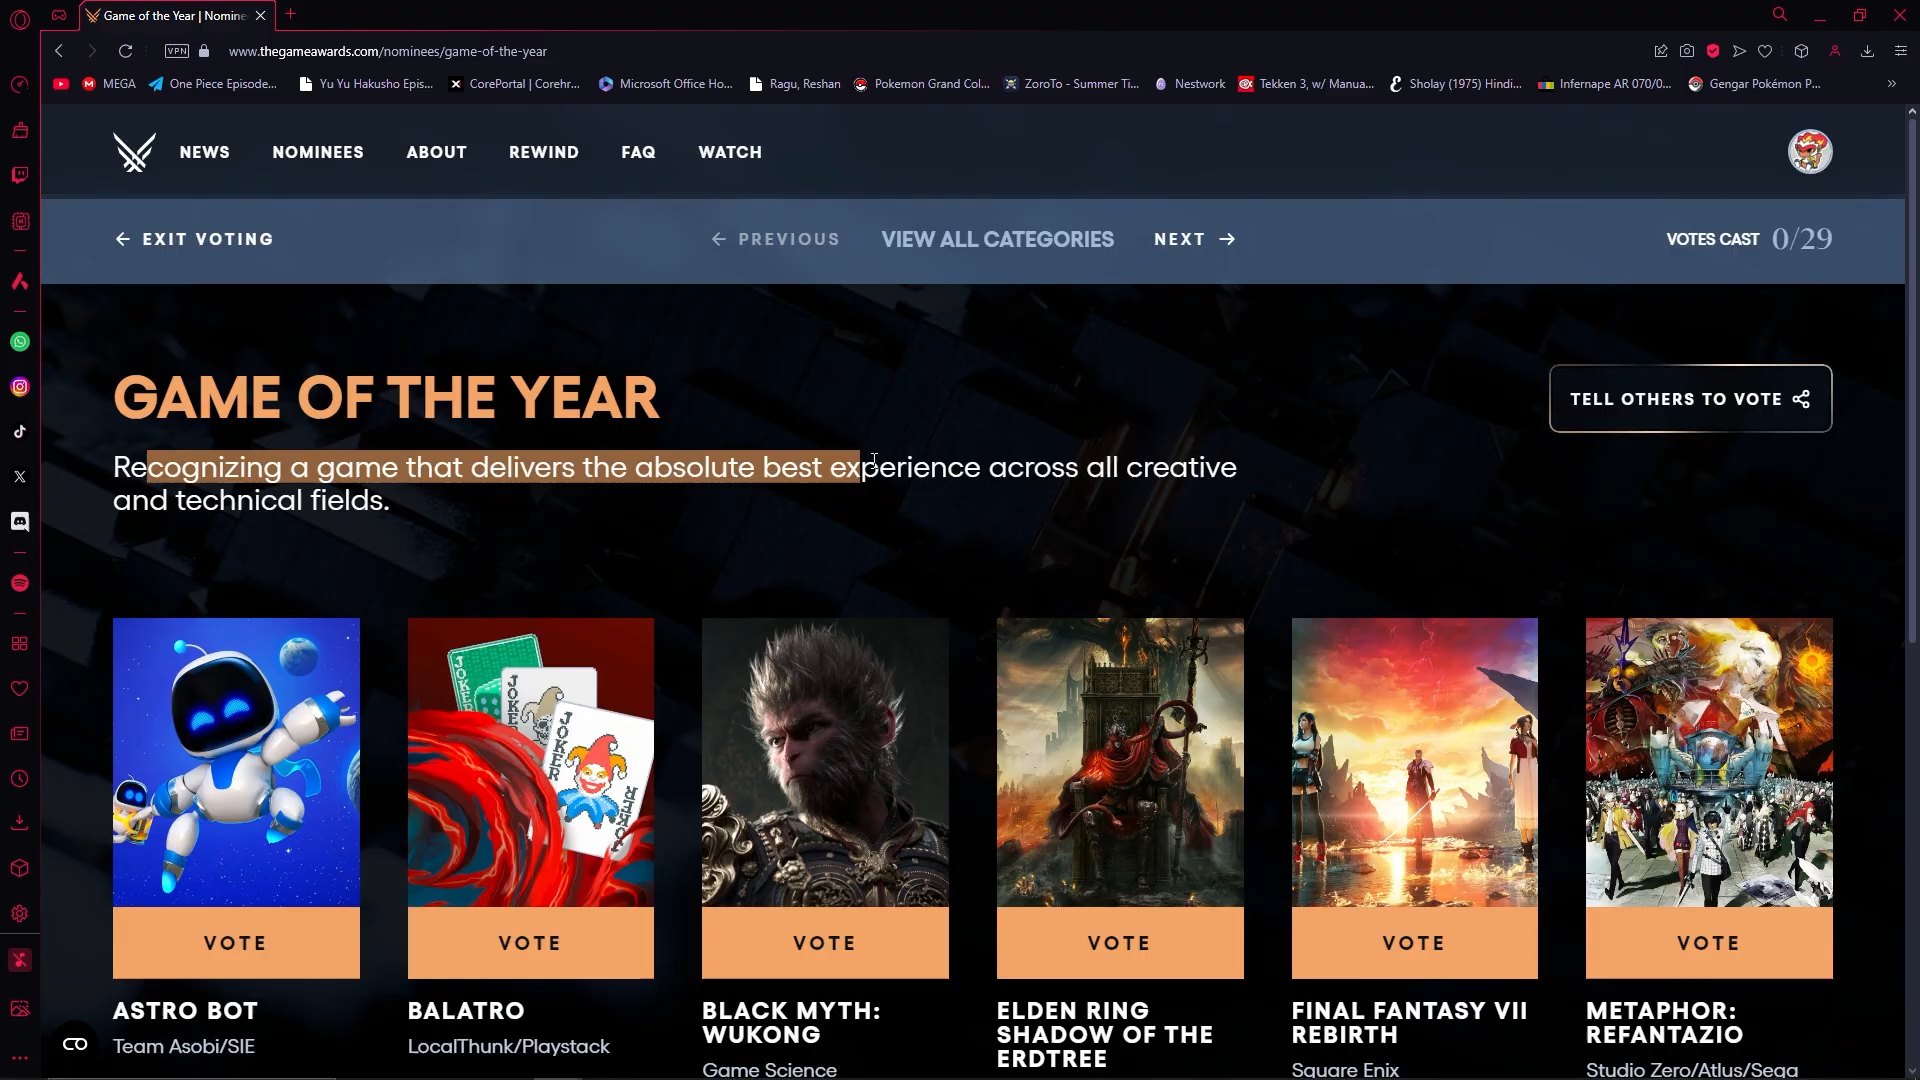 Game of the Year | Nomine
VPN
www.thegameawards.com/nominees/game-of-the-year
MEGA
One Piece Episode...
Yu Yu Hakusho Epis...
CorePortal | Corehr...
Microsoft Office Ho...
Ragu, Reshan
Pokemon Grand Col...
ZoroTo - Summer Ti...
Nestwork
Tekken 3, w/ Manua...
Sholay (1975) Hindi...
Infernape AR 070/0...
Gengar Pokémon P...
NEWS
NOMINEES
ABOUT
REWIND
FAQ
WATCH
EXIT VOTING
PREVIOUS
VIEW ALL CATEGORIES
NEXT
VOTES CAST 0/29
GAME OF THE YEAR
TELL OTHERS TO VOTE
Recognizing a game that delivers the absolute best experience across all creative
and technical fields.
JOKER
JOKE
JOKER
JOKER
VOTE
VOTE
VOTE
VOTE
VOTE
VOTE
ASTRO BOT
Team Asobi/SIE
BALATRO
LocalThunk/Playstack
BLACK MYTH:
WUKONG
Game Science
ELDEN RING
SHADOW OF THE
ERDTREE
FINAL FANTASY VII
REBIRTH
Square Enix
METAPHOR:
REFANTAZIO
Studio Zero/Atlus/Sega